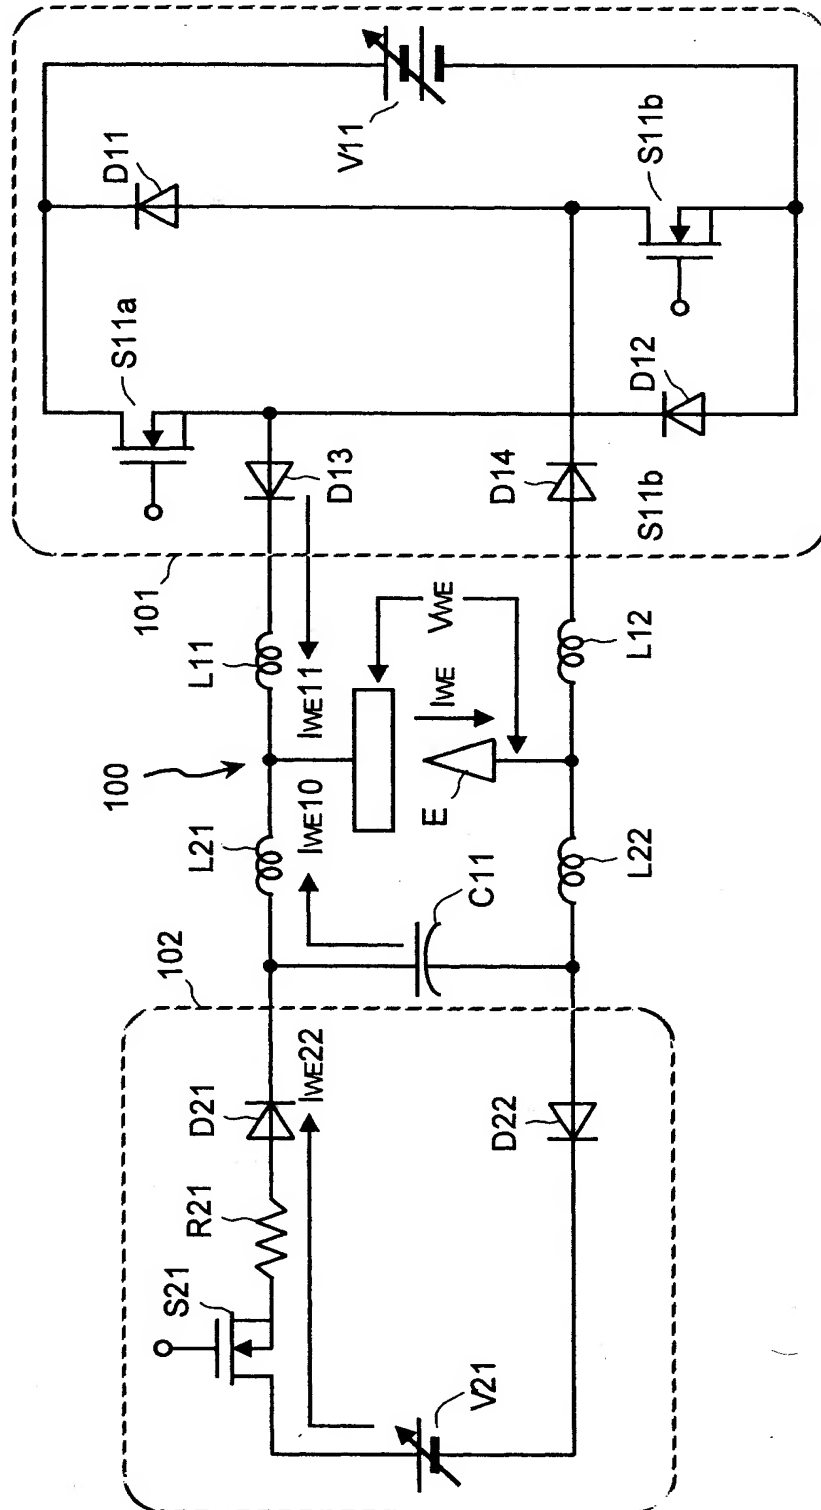 100
101
102
V11
D11
S11a
S11b
D12
D13
D14
S11b
L11
L12
IWE11
VWE
IWE
E
L21
IWE10
C11
L22
D21
IWE22
R21
S21
D22
V21